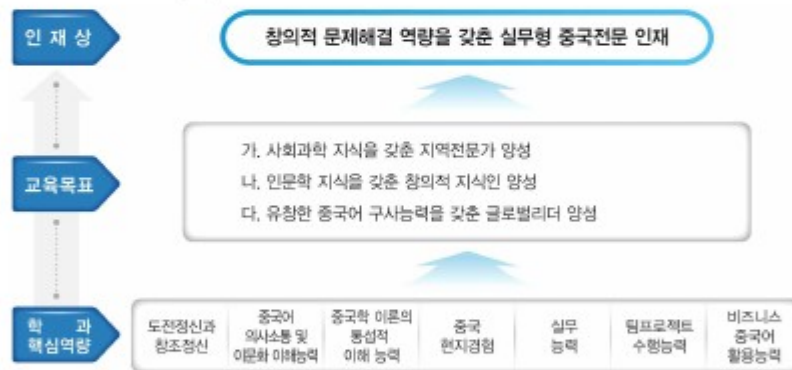 인 재 상
창의적 문제해결 역량을 갖춘 실무형 중국전문 인재
교육목표
가. 사회과학 지식을 갖춘 지역전문가 양성
나. 인문학 지식을 갖춘 창의적 지식인 양성
다. 유창한 중국어 구사능력을 갖춘 글로벌리더 양성
학 과
핵심역량
도전정신과
창조정신
중국어
의사소통 및
이문화 이해능력
중국학 이론의
통섭적
이해 능력
중국
현지경험
실무
능력
팀프로젝트
수행능력
비즈니스
중국어
활용능력